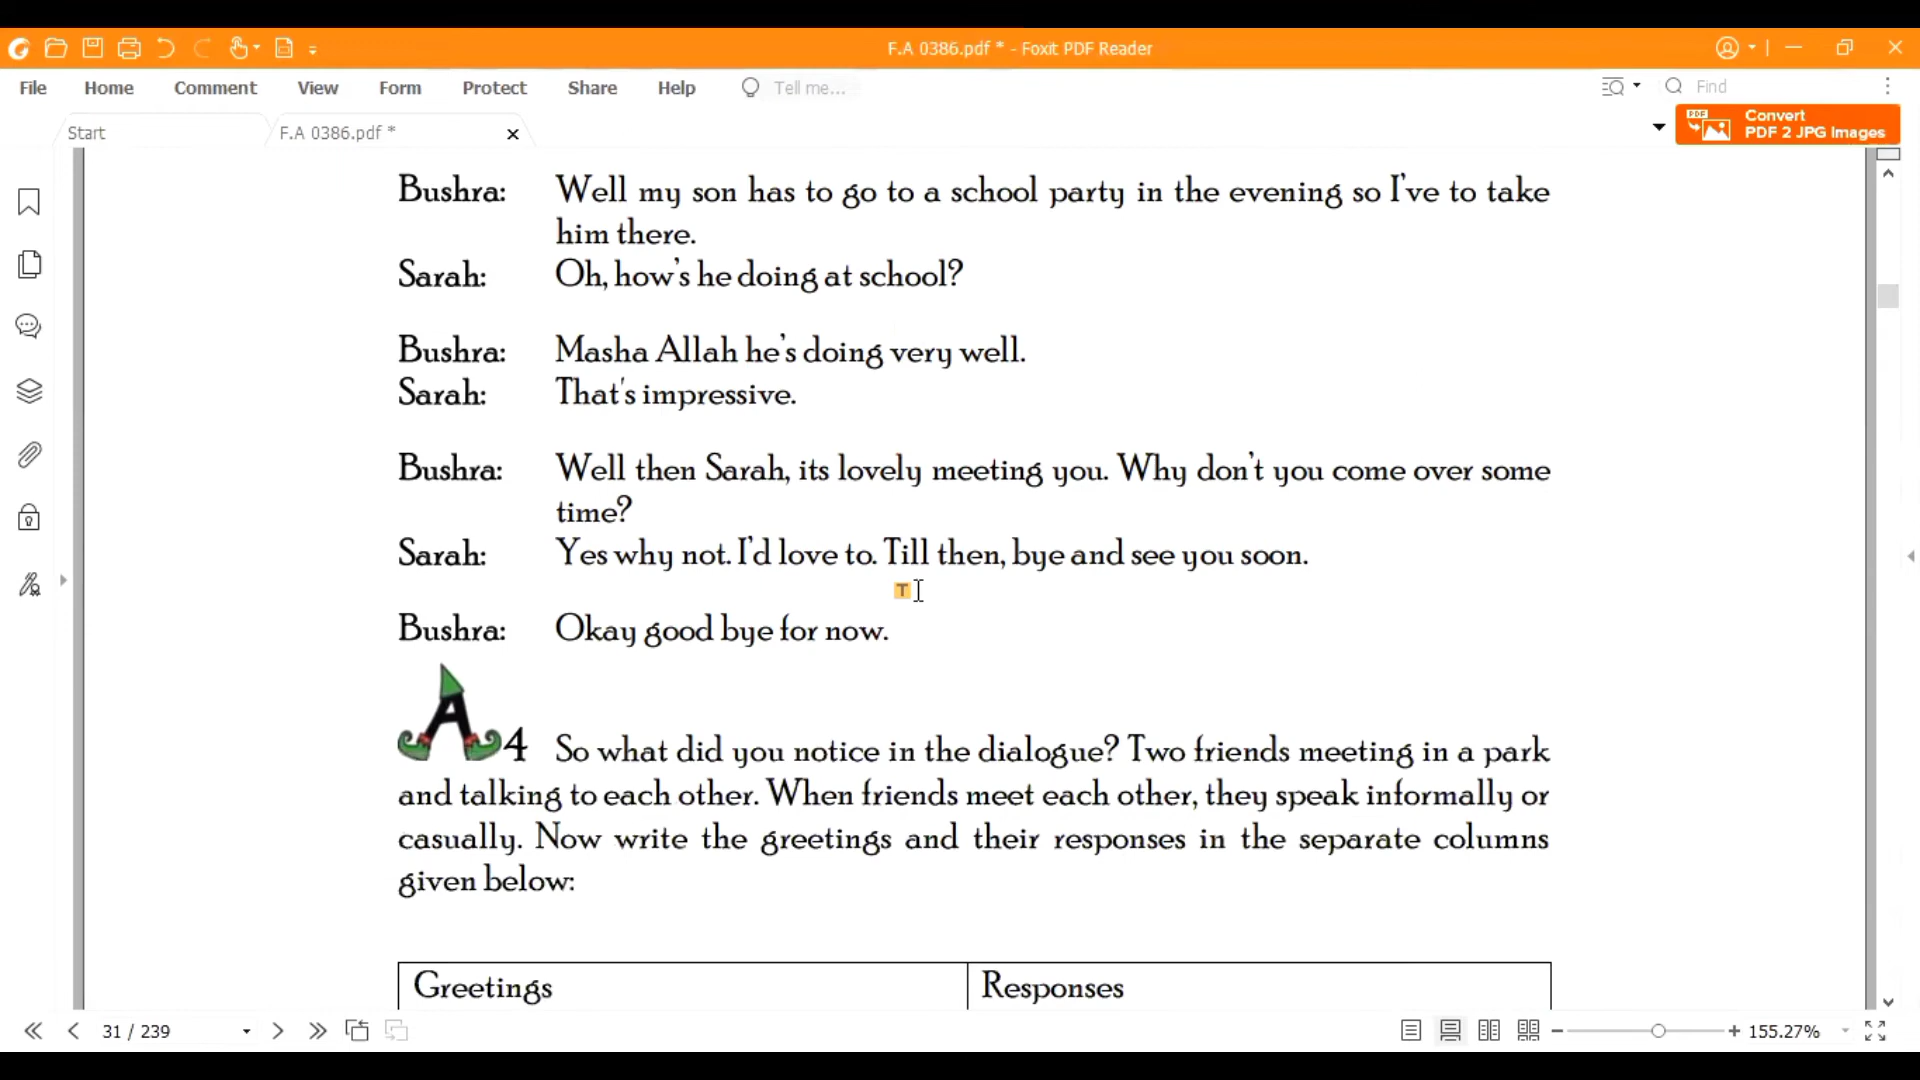 F.A 0386.pdf * - Foxit PDF Reader
File Home Comment View Form Protect Share Help Tell me... Find
Start F.A 0386.pdf *
PDF Convert
PDF 2 JPG Images
Bushra: Well my son has to go to a school party in the evening so I've to take
him there.
Sarah: Oh, how's he doing at school?
Bushra: Masha Allah he's doing very well.
Sarah: That's impressive.
Bushra: Well then Sarah, its lovely meeting you. Why don't you come over some
time?
Sarah: Yes why not. I'd love to. Till then, bye and see you soon.
T
Bushra: Okay good bye for now.
A4 So what did you notice in the dialogue? Two friends meeting in a park
and talking to each other. When friends meet each other, they speak informally or
casually. Now write the greetings and their responses in the separate columns
given below:
Greetings Responses
31 / 239 155.27%